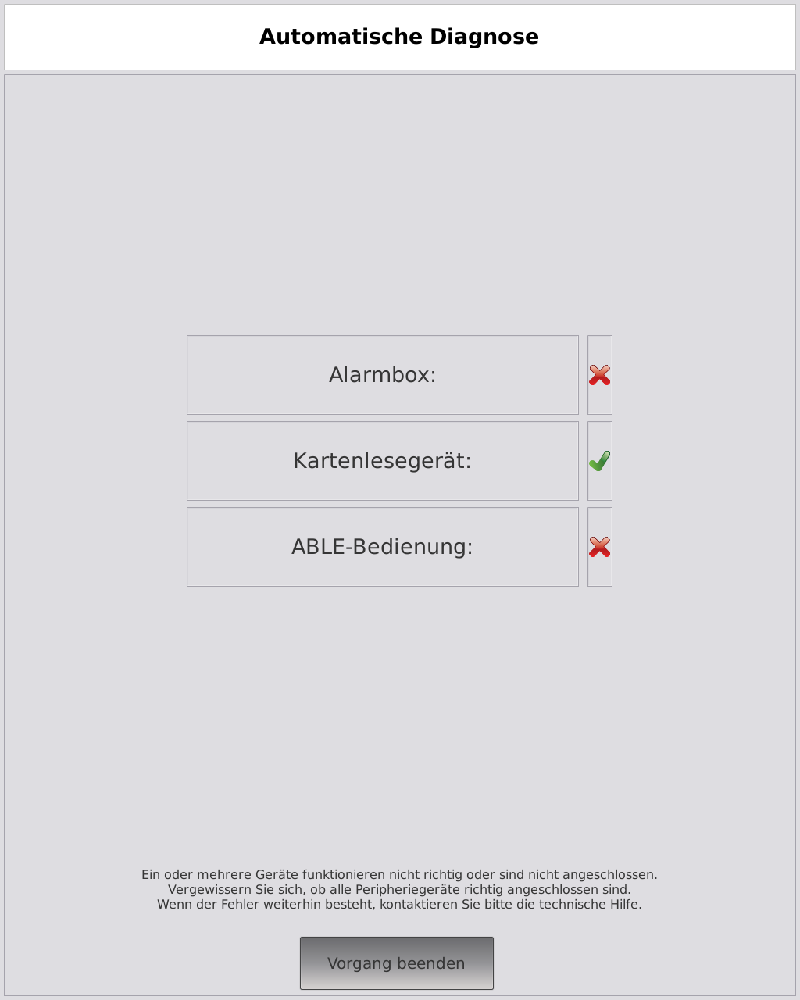 Automatische Diagnose
Alarmbox:
Kartenlesegerät:
ABLE-Bedienung:
Ein oder mehrere Geräte funktionieren nicht richtig oder sind nicht angeschlossen.
Vergewissern Sie sich, ob alle Peripheriegeräte richtig angeschlossen sind.
Wenn der Fehler weiterhin besteht, kontaktieren Sie bitte die technische Hilfe.
Vorgang beenden